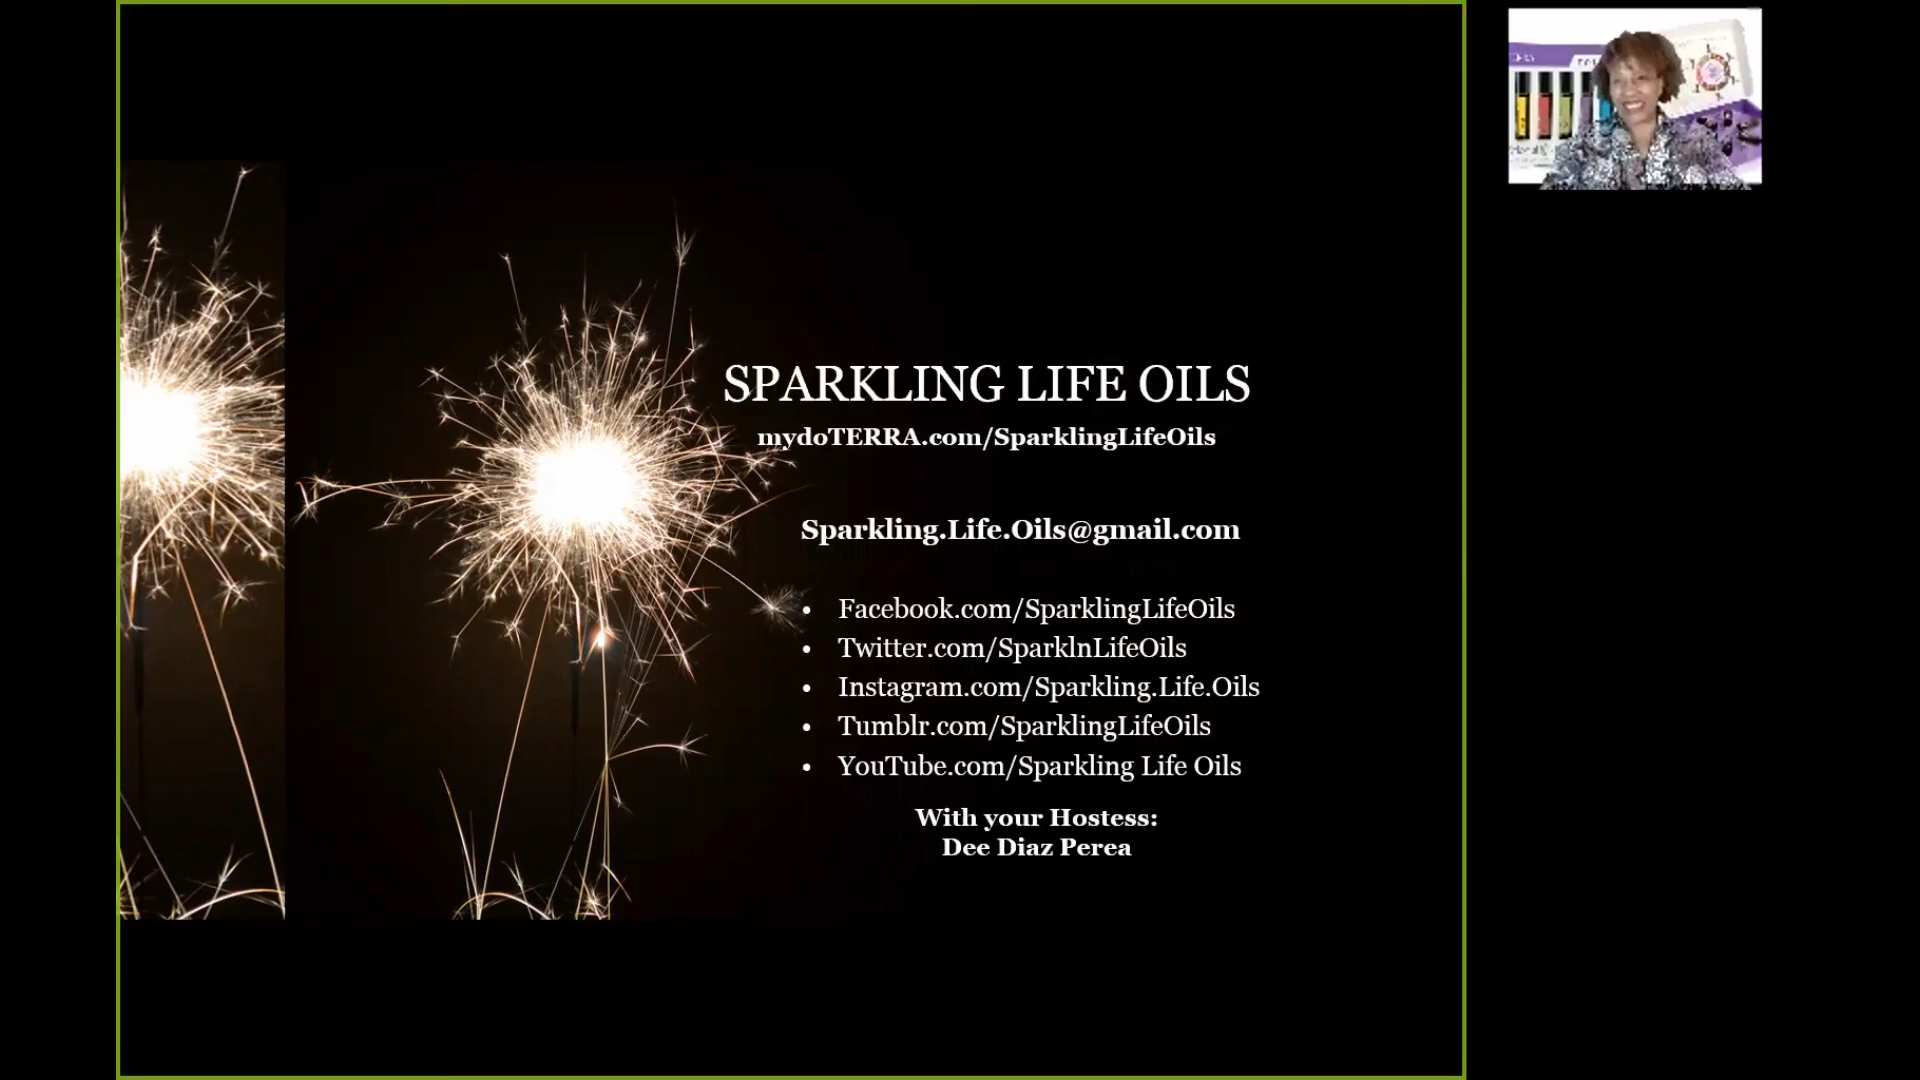 SPARKLING LIFE OILS
mydoTERRA.com/SparklingLifeOils
Sparkling.Life.Oils@gmail.com
• Facebook.com/SparklingLifeOils
• Twitter.com/SparklnLifeOils
• Instagram.com/Sparkling.Life.Oils
• Tumblr.com/SparklingLifeOils
• YouTube.com/Sparkling Life Oils
With your Hostess:
Dee Diaz Perea